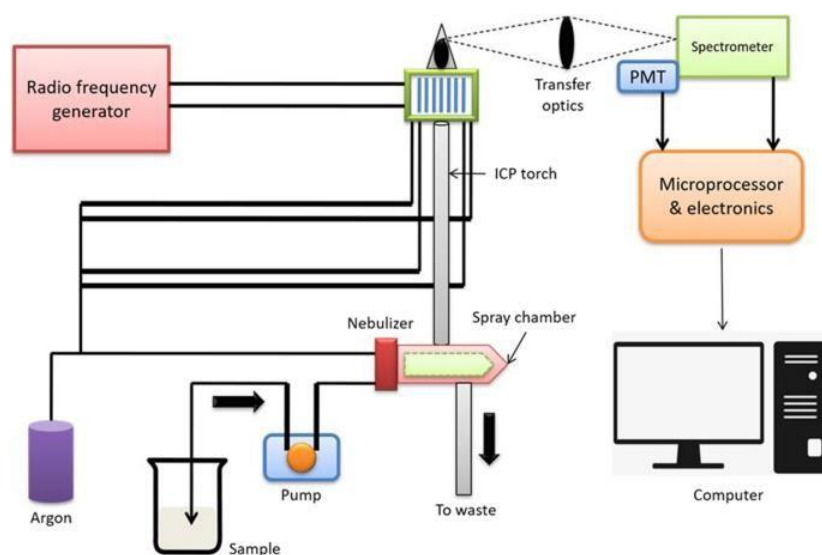 Radio frequency
generator
Spectrometer
PMT
Transfer
optics
ICP torch
Microprocessor
& electronics
Nebulizer
Spray chamber
Pump
Argon
Sample
To waste
Computer